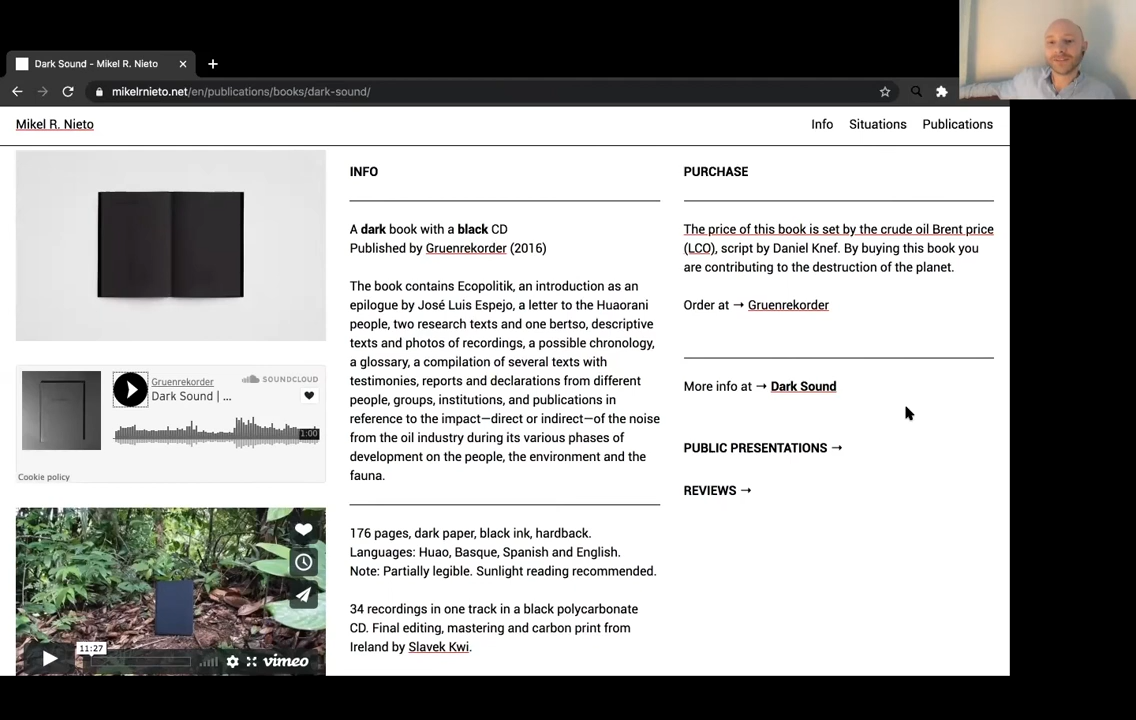 Dark Sound - Mikel R. Nieto
mikelrnieto.net/en/publications/books/dark-sound/
Mikel R. Nieto
Info Situations Publications
Gruenrekorder
SOUNDCLOUD
Dark Sound | ...
1:00
Cookie policy
11:27
vimeo
INFO
A dark book with a black CD
Published by Gruenrekorder (2016)
The book contains Ecopolitik, an introduction as an
epilogue by José Luis Espejo, a letter to the Huaorani
people, two research texts and one bertso, descriptive
texts and photos of recordings, a possible chronology,
a glossary, a compilation of several texts with
testimonies, reports and declarations from different
people, groups, institutions, and publications in
reference to the impact—direct or indirect—of the noise
from the oil industry during its various phases of
development on the people, the environment and the
fauna.
176 pages, dark paper, black ink, hardback.
Languages: Huao, Basque, Spanish and English.
Note: Partially legible. Sunlight reading recommended.
34 recordings in one track in a black polycarbonate
CD. Final editing, mastering and carbon print from
Ireland by Slavek Kwi.
PURCHASE
The price of this book is set by the crude oil Brent price
(LCO), script by Daniel Knef. By buying this book you
are contributing to the destruction of the planet.
Order at → Gruenrekorder
More info at → Dark Sound
PUBLIC PRESENTATIONS →
REVIEWS →